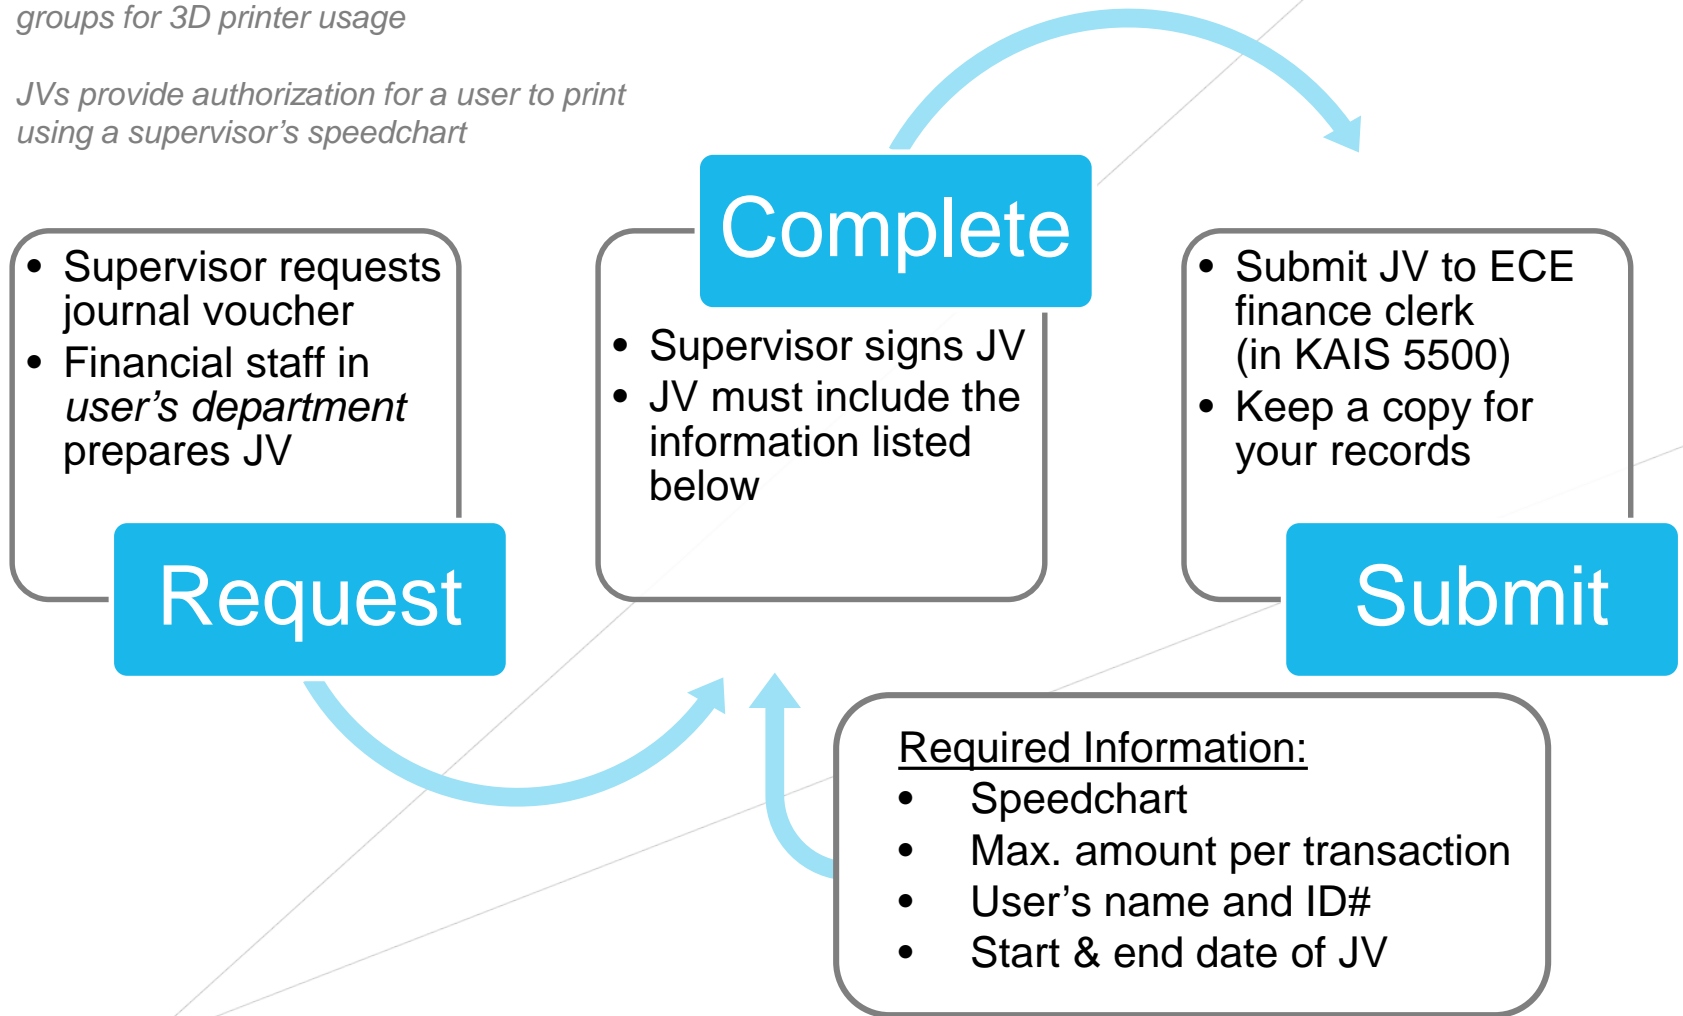 groups for 3D printer usage
JVs provide authorization for a user to print
using a supervisor’s speedchart
• Supervisor requests
journal voucher
• Financial staff in
user’s department
prepares JV
Request
Complete
• Supervisor signs JV
• JV must include the
information listed
below
• Submit JV to ECE
finance clerk
(in KAIS 5500)
• Keep a copy for
your records
Submit
Required Information:
• Speedchart
• Max. amount per transaction
• User’s name and ID#
• Start & end date of JV